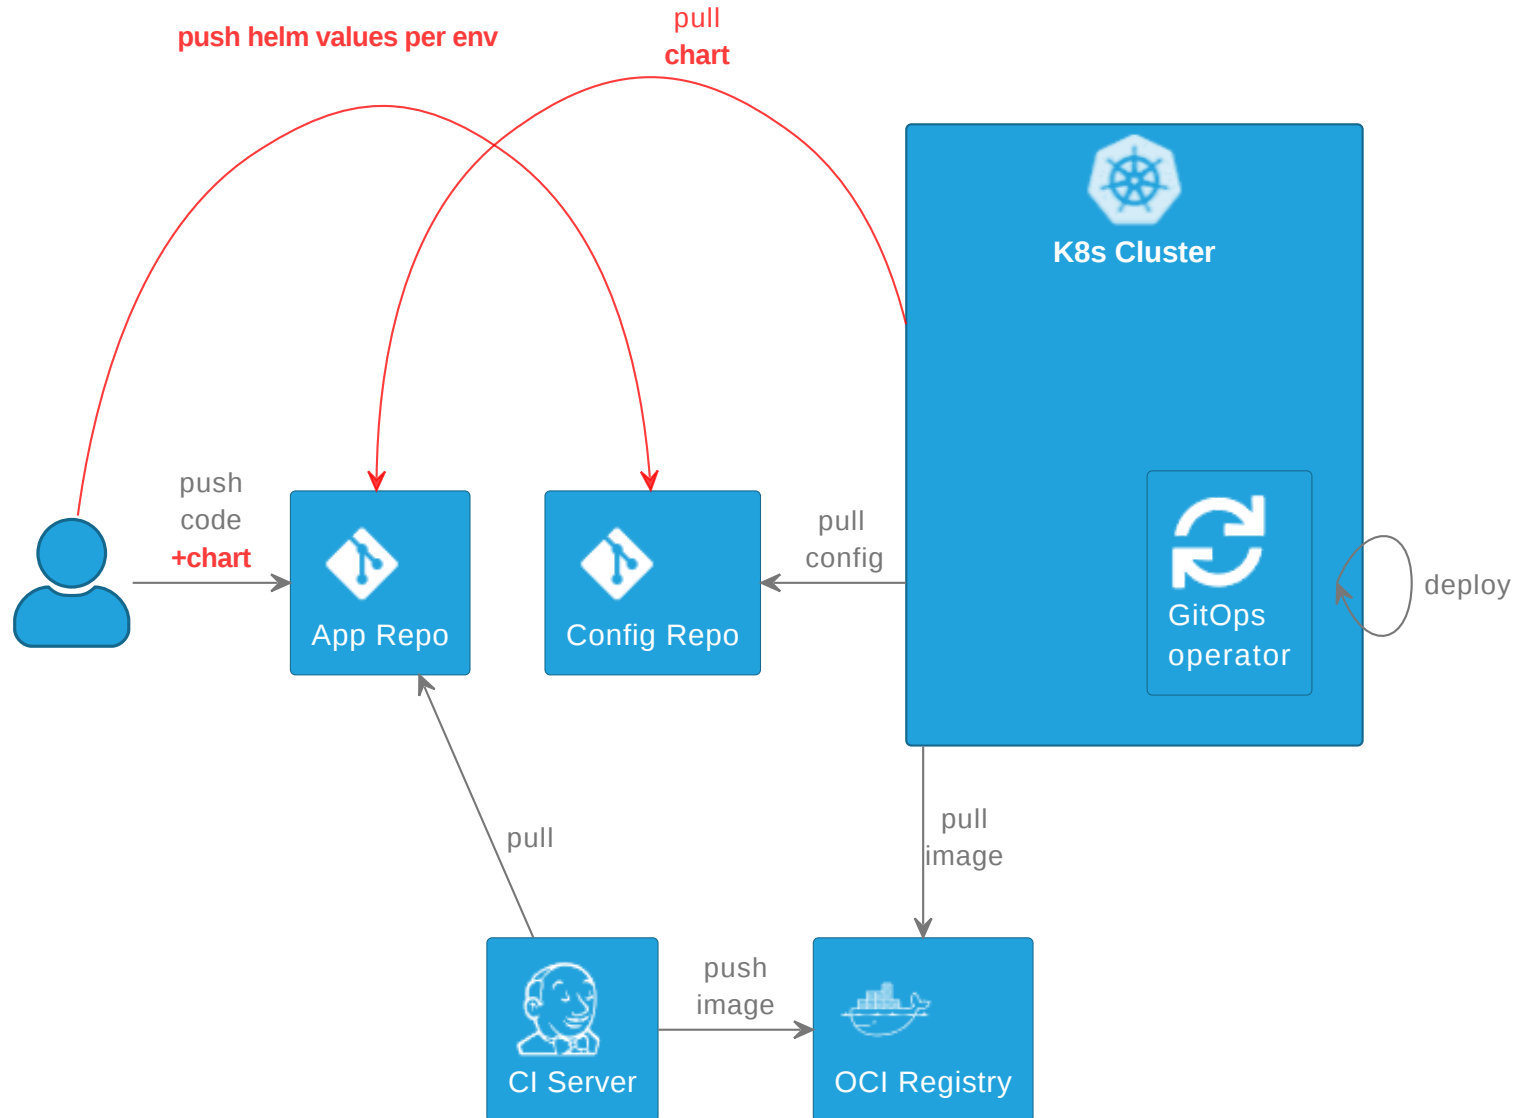 push helm values per env
pull
chart
K8s Cluster
push
code
+chart
pull
config
GitOps
operator
deploy
App Repo
Config Repo
pull
pull
image
push
image
CI Server
OCI Registry